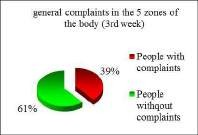 general complaints in the 5 zones of
the body (3rd week)
39%
61%
People with
complaints
People
withqout
complaints